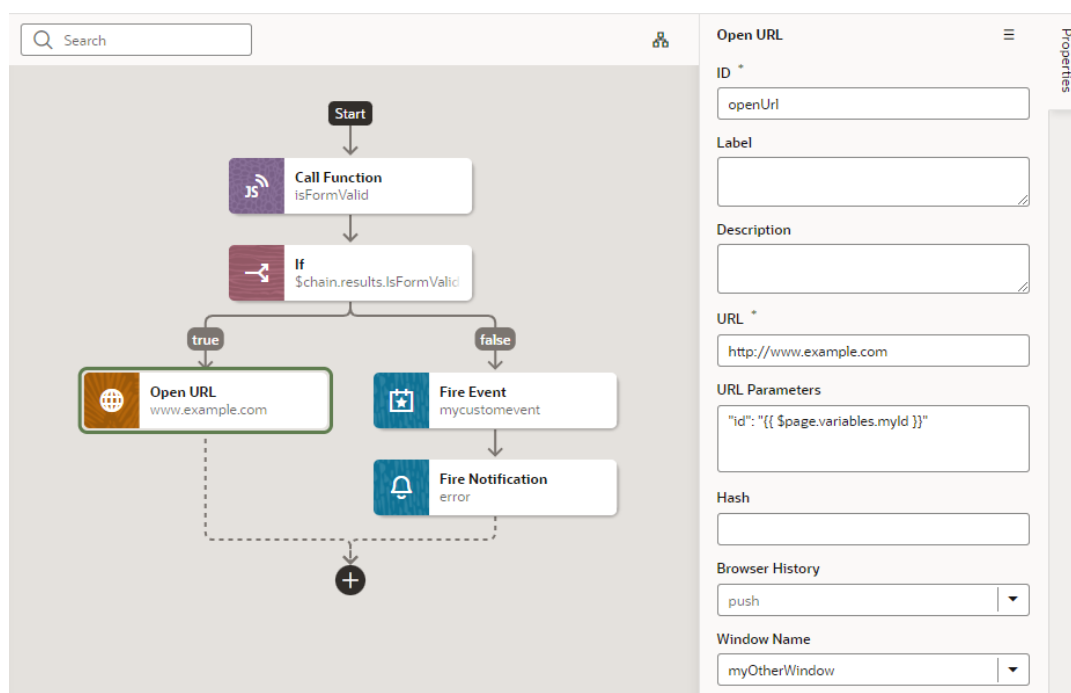 Search
Start
Call Function
isFormValid
If
$chain.results.IsFormValid
true
false
Open URL
www.example.com
Fire Event
mycustomevent
Fire Notification
error
Open URL
ID *
openUrl
Label
Description
URL *
http://www.example.com
URL Parameters
"id": "{{ $page.variables.myId }}"
Hash
Browser History
push
Window Name
myOtherWindow
Properties